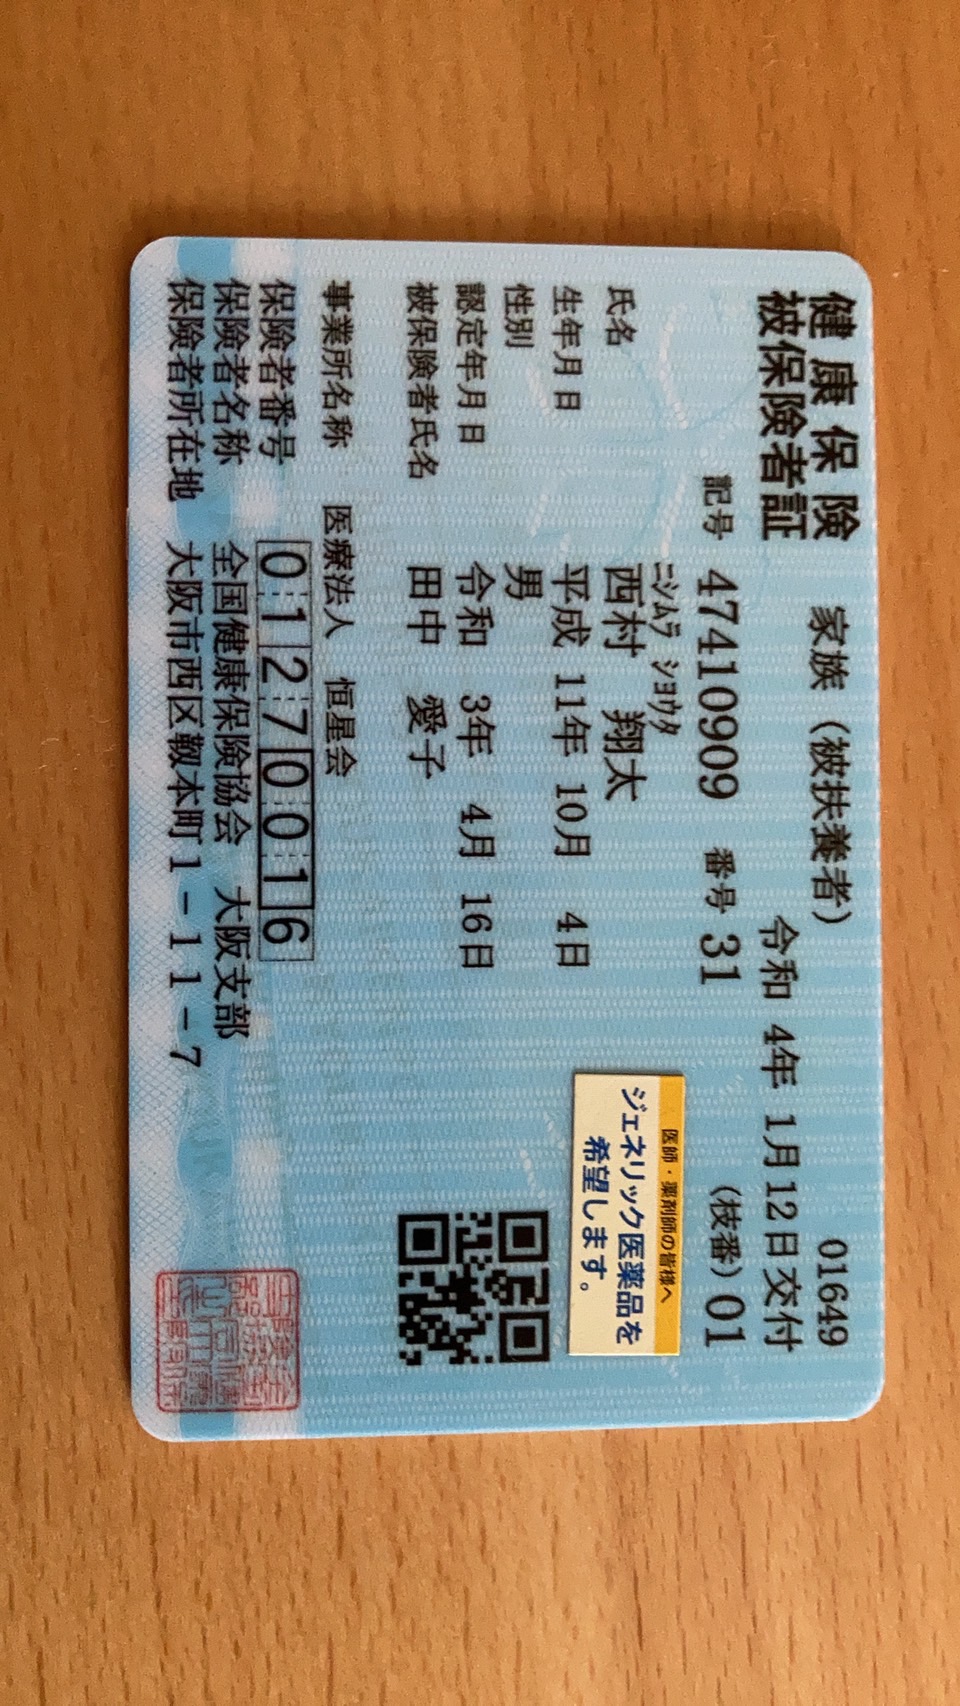 健康保険 家族（被扶養者） 01649
被保険者証 令和 4年 1月12日交付
記号 47410909 番号 31 （枝番）01
ﾆｼﾑﾗ ｼｮｳﾀ
氏名 西村 翔太
生年月日 平成 11年 10月 4日
性別 男
認定年月日 令和 3年 4月 16日
被保険者氏名 田中 愛子
医師・薬剤師の皆様へ
ジェネリック医薬品を
希望します。
事業所名称 医療法人 恒星会
保険者番号 01270016
保険者名称 全国健康保険協会 大阪支部
保険者所在地 大阪市西区靱本町1-11-7